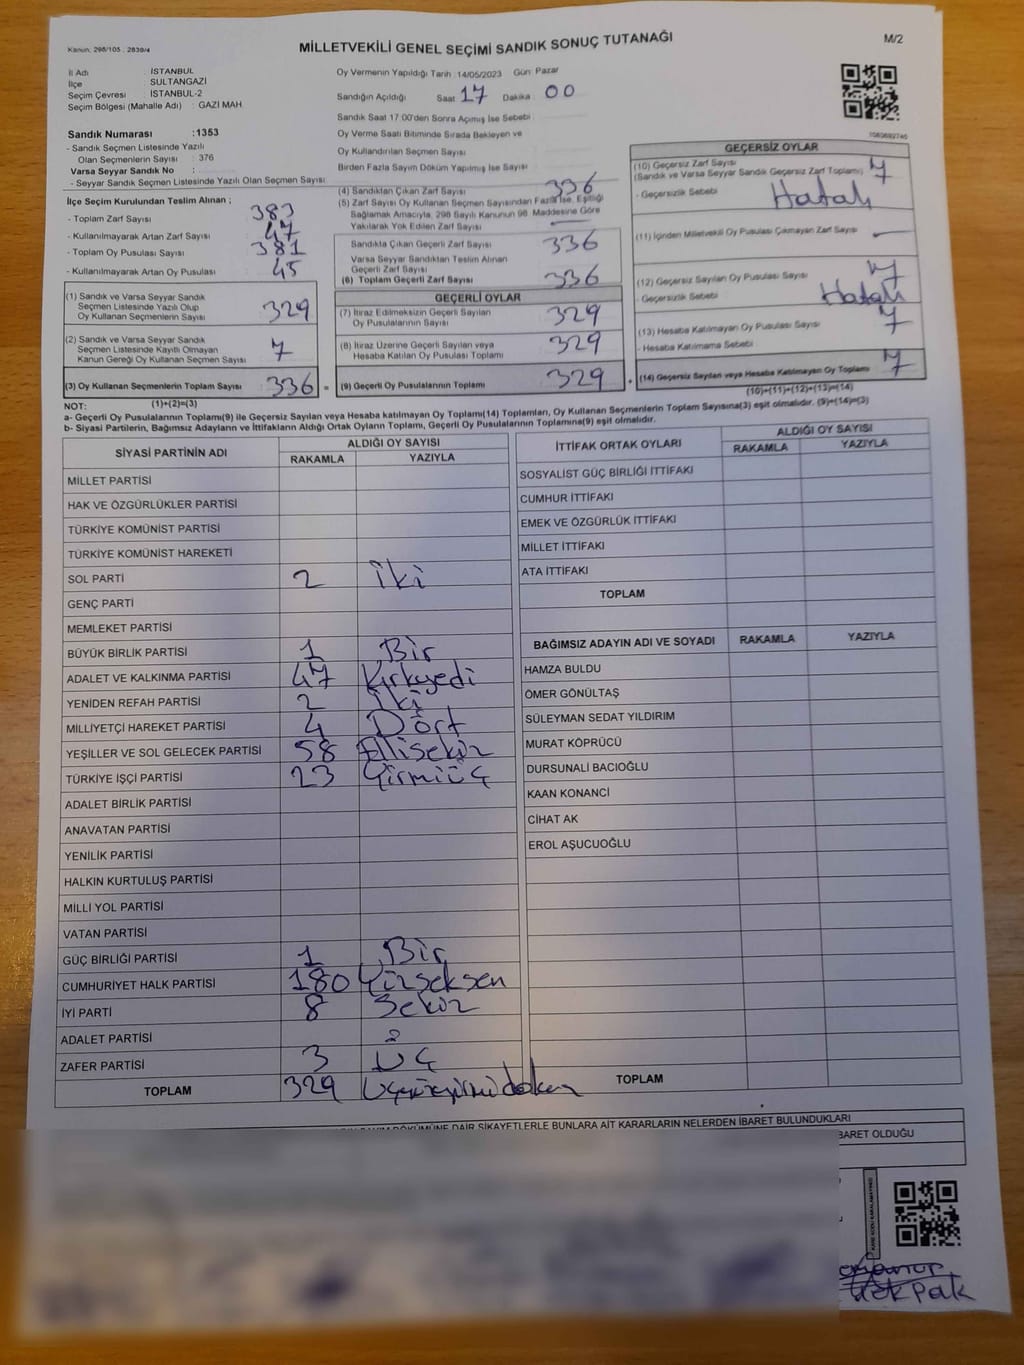 Kanun: 298/105 , 2839/4
MİLLETVEKİLİ GENEL SEÇİMİ SANDIK SONUÇ TUTANAĞI
M/2
İl Adı : İSTANBUL
İlçe : SULTANGAZİ
Seçim Çevresi : İSTANBUL-2
Seçim Bölgesi (Mahalle Adı) : GAZİ MAH
Sandık Numarası : 1353
- Sandık Seçmen Listesinde Yazılı
Olan Seçmenlerin Sayısı : 376
Varsa Seyyar Sandık No :
- Seyyar Sandık Seçmen Listesinde Yazılı Olan Seçmen Sayısı:
Oy Vermenin Yapıldığı Tarih : 14/05/2023 Gün: Pazar
Sandığın Açıldığı Saat 17 Dakika : 00
Sandık Saat 17:00'den Sonra Açımış İse Sebebi :
Oy Verme Saati Bitiminde Sırada Bekleyen ve
Oy Kullandırılan Seçmen Sayısı :
Birden Fazla Sayım Döküm Yapılmış İse Sayısı :
1080692740
İlçe Seçim Kurulundan Teslim Alınan ;
- Toplam Zarf Sayısı : 383
- Kullanılmayarak Artan Zarf Sayısı : 47
- Toplam Oy Pusulası Sayısı : 381
- Kullanılmayarak Artan Oy Pusulası : 45
(1) Sandık ve Varsa Seyyar Sandık
Seçmen Listesinde Yazılı Olup
Oy Kullanan Seçmenlerin Sayısı : 329
(2) Sandık ve Varsa Seyyar Sandık
Seçmen Listesinde Kayıtlı Olmayan
Kanun Gereği Oy Kullanan Seçmen Sayısı : 7
(3) Oy Kullanan Seçmenlerin Toplam Sayısı : 336 =
(1)+(2)=(3)
(4) Sandıktan Çıkan Zarf Sayısı : 336
(5) Zarf Sayısı Oy Kullanan Seçmen Sayısından Fazla İse, Eşitliği
Sağlamak Amacıyla, 298 Sayılı Kanunun 98. Maddesine Göre
Yakılarak Yok Edilen Zarf Sayısı :
Sandıkta Çıkan Geçerli Zarf Sayısı : 336
Varsa Seyyar Sandıktan Teslim Alınan
Geçerli Zarf Sayısı :
(6) Toplam Geçerli Zarf Sayısı : 336
GEÇERLİ OYLAR
(7) İtiraz Edilmeksizin Geçerli Sayılan
Oy Pusulalarının Sayısı : 329
(8) İtiraz Üzerine Geçerli Sayılan veya
Hesaba Katılan Oy Pusulası Toplamı : 329
(9) Geçerli Oy Pusulalarının Toplamı : 329 +
GEÇERSİZ OYLAR
(10) Geçersiz Zarf Sayısı
(Sandık ve Varsa Seyyar Sandık Geçersiz Zarf Toplamı) : 7
- Geçersizlik Sebebi : Hatalı
(11) İçinden Milletvekili Oy Pusulası Çıkmayan Zarf Sayısı : —
(12) Geçersiz Sayılan Oy Pusulası Sayısı : 7
- Geçersizlik Sebebi : Hatalı
(13) Hesaba Katılmayan Oy Pusulası Sayısı : 7
- Hesaba Katılmama Sebebi :
(14) Geçersiz Sayılan veya Hesaba Katılmayan Oy Toplamı : 7
(10)+(11)+(12)+(13)=(14)
NOT:
a- Geçerli Oy Pusulalarının Toplamı(9) ile Geçersiz Sayılan veya Hesaba katılmayan Oy Toplamı(14) Toplamları, Oy Kullanan Seçmenlerin Toplam Sayısına(3) eşit olmalıdır. (9)+(14)=(3)
b- Siyasi Partilerin, Bağımsız Adayların ve İttifakların Aldığı Ortak Oyların Toplamı, Geçerli Oy Pusulalarının Toplamına(9) eşit olmalıdır.
SİYASİ PARTİNİN ADI
ALDIĞI OY SAYISI
RAKAMLA YAZIYLA
MİLLET PARTİSİ
HAK VE ÖZGÜRLÜKLER PARTİSİ
TÜRKİYE KOMÜNİST PARTİSİ
TÜRKİYE KOMÜNİST HAREKETİ
SOL PARTİ 2 İki
GENÇ PARTİ
MEMLEKET PARTİSİ
BÜYÜK BİRLİK PARTİSİ 1 Bir
ADALET VE KALKINMA PARTİSİ 47 Kırkyedi
YENİDEN REFAH PARTİSİ 2 İki
MİLLİYETÇİ HAREKET PARTİSİ 4 Dört
YEŞİLLER VE SOL GELECEK PARTİSİ 58 Ellisekiz
TÜRKİYE İŞÇİ PARTİSİ 23 Yirmiüç
ADALET BİRLİK PARTİSİ
ANAVATAN PARTİSİ
YENİLİK PARTİSİ
HALKIN KURTULUŞ PARTİSİ
MİLLİ YOL PARTİSİ
VATAN PARTİSİ
GÜÇ BİRLİĞİ PARTİSİ 1 Bir
CUMHURİYET HALK PARTİSİ 180 Yüzseksen
İYİ PARTİ 8 Sekiz
ADALET PARTİSİ
ZAFER PARTİSİ 3 Üç
TOPLAM 329
İTTİFAK ORTAK OYLARI
ALDIĞI OY SAYISI
RAKAMLA YAZIYLA
SOSYALİST GÜÇ BİRLİĞİ İTTİFAKI
CUMHUR İTTİFAKI
EMEK VE ÖZGÜRLÜK İTTİFAKI
MİLLET İTTİFAKI
ATA İTTİFAKI
TOPLAM
BAĞIMSIZ ADAYIN ADI VE SOYADI RAKAMLA YAZIYLA
HAMZA BULDU
ÖMER GÖNÜLTAŞ
SÜLEYMAN SEDAT YILDIRIM
MURAT KÖPRÜCÜ
DURSUNALİ BACIOĞLU
KAAN KONANCİ
CİHAT AK
EROL AŞUCUOĞLU
TOPLAM
DÖKÜMÜNE DAİR ŞİKAYETLERLE BUNLARA AİT KARARLARIN NELERDEN İBARET BULUNDUKLARI
BARET OLDUĞU